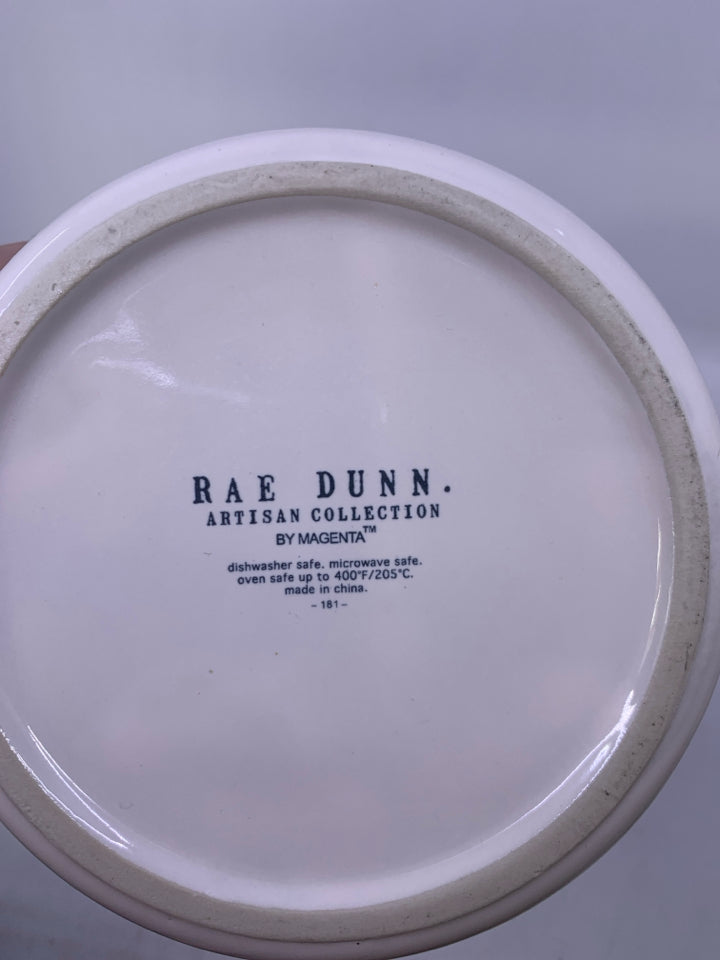 RAE DUNN.
ARTISAN COLLECTION
BY MAGENTA™
dishwasher safe. microwave safe.
oven safe up to 400°F/205°C.
made in china.
– 181 –